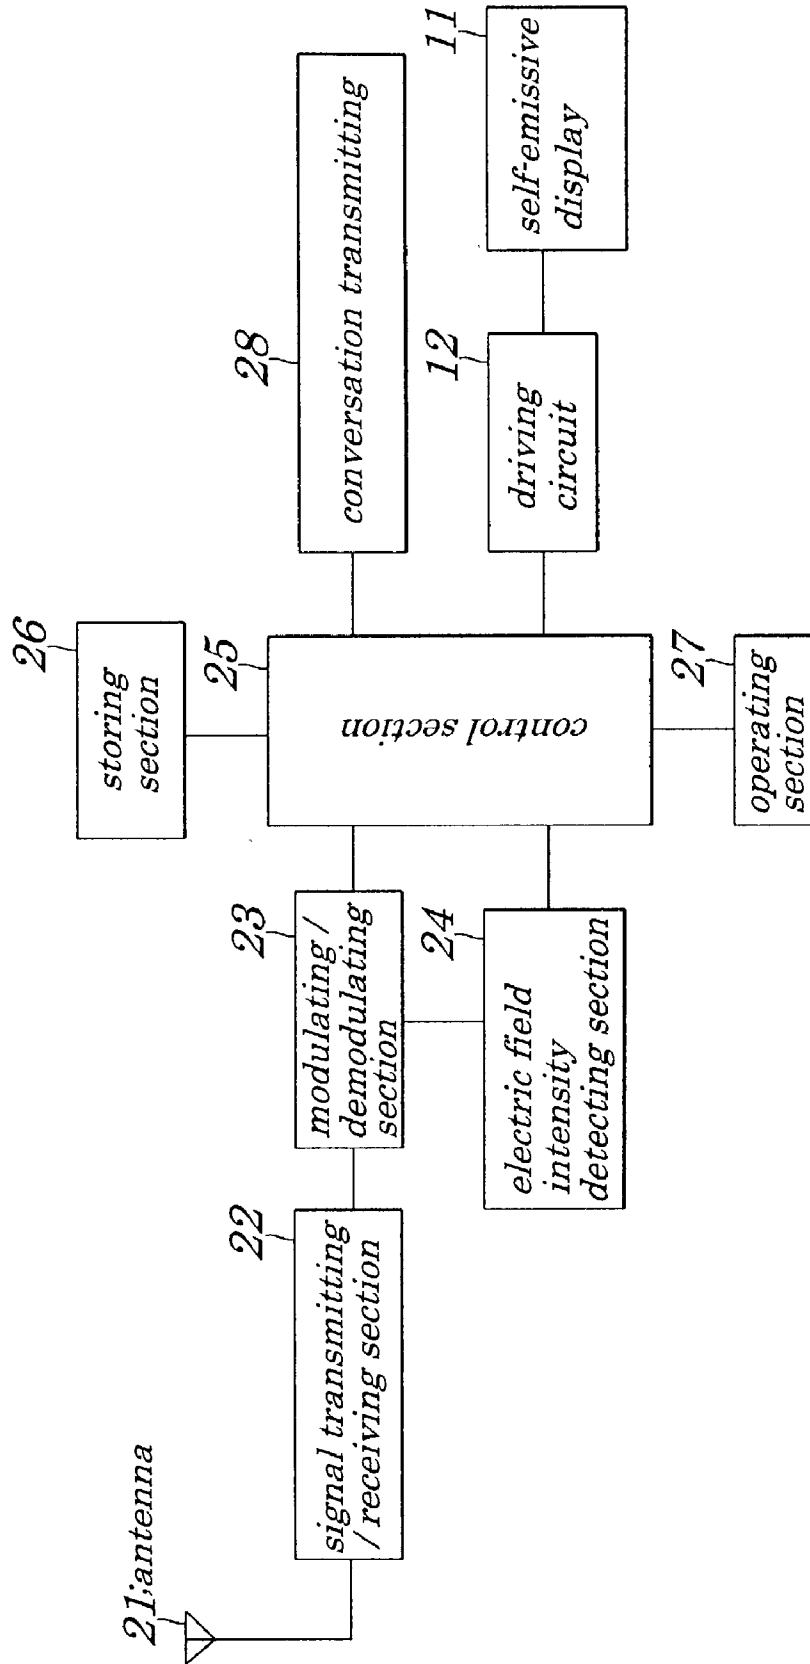 21;antenna
22
signal transmitting
/ receiving section
23
modulating /
demodulating
section
24
electric field
intensity
detecting section
25
control section
26
storing
section
27
operating
section
28
conversation transmitting
12
driving
circuit
11
self-emissive
display